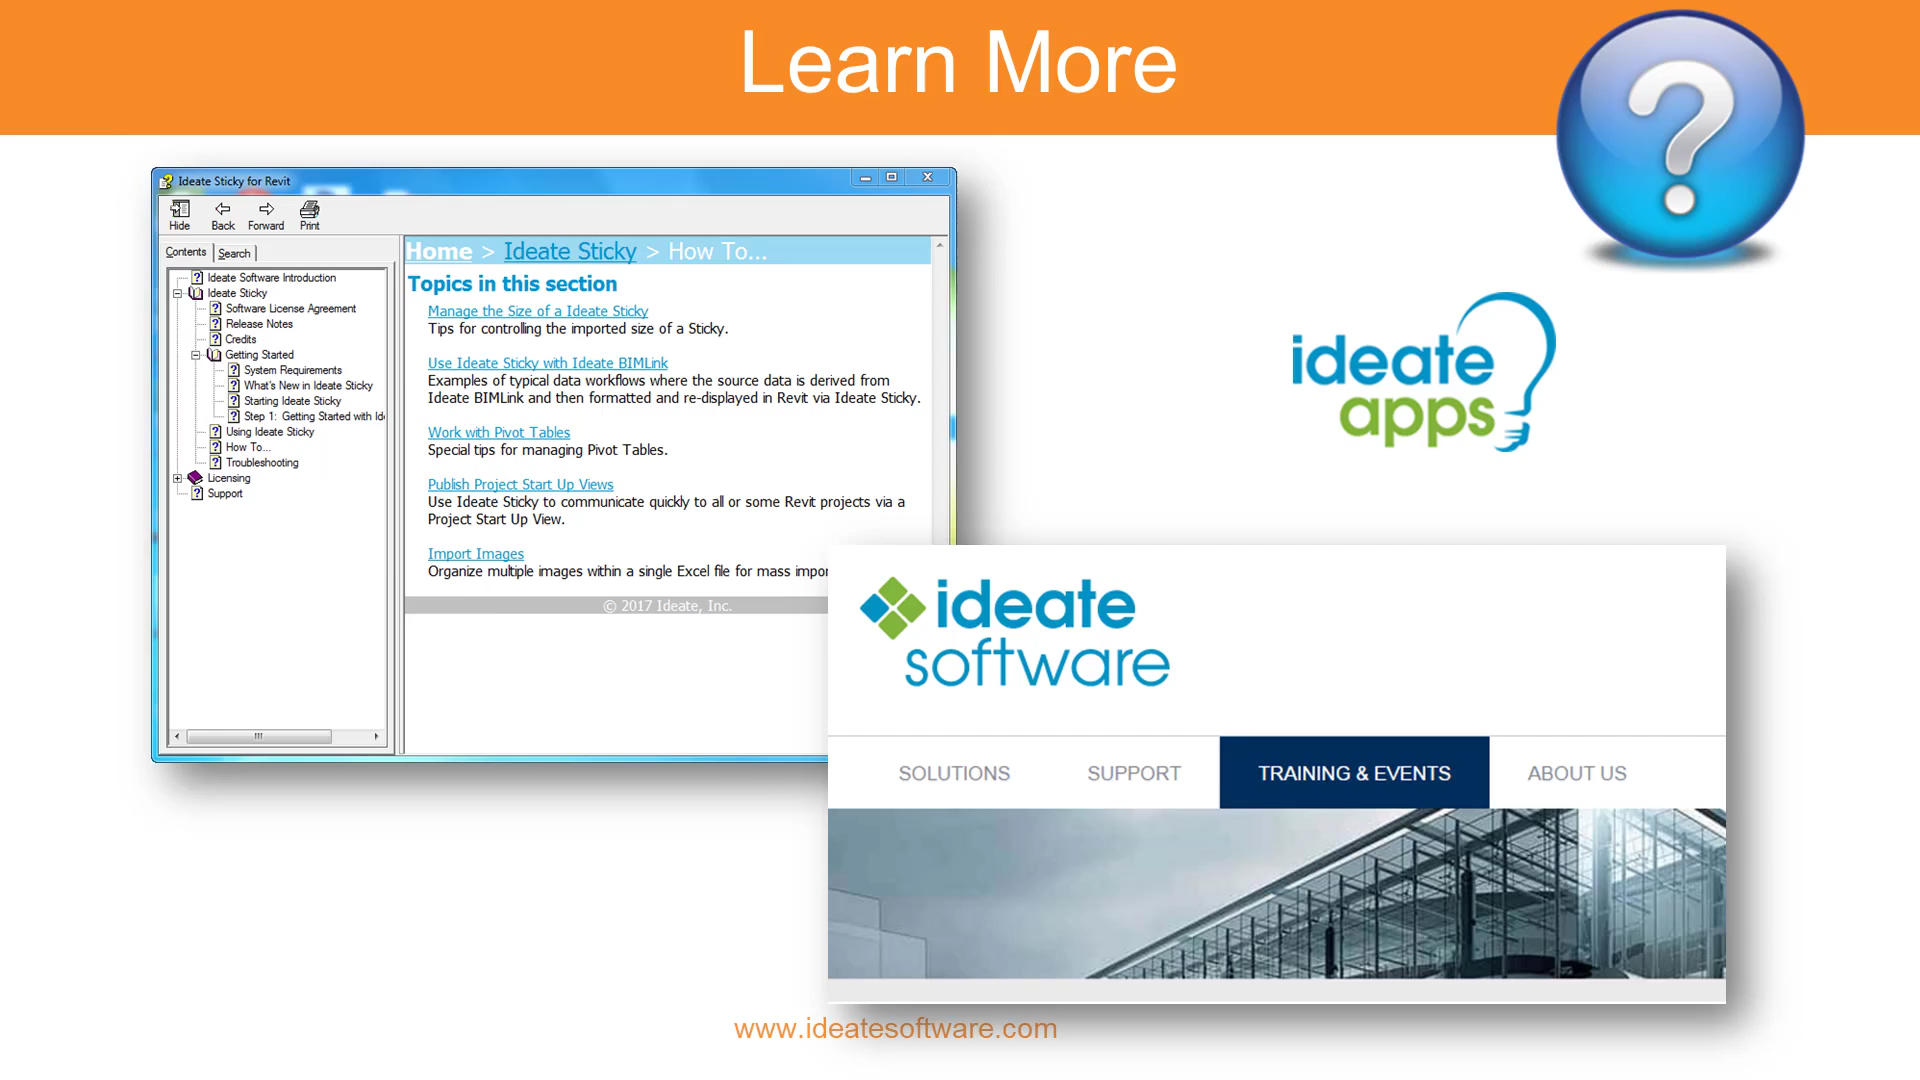 Learn More
Ideate Sticky for Revit
Hide Back Forward Print
Contents Search
Ideate Software Introduction
Ideate Sticky
Software License Agreement
Release Notes
Credits
Getting Started
System Requirements
What's New in Ideate Sticky
Starting Ideate Sticky
Step 1: Getting Started with Ide
Using Ideate Sticky
How To...
Troubleshooting
Licensing
Support
Home > Ideate Sticky > How To...
Topics in this section
Manage the Size of a Ideate Sticky
Tips for controlling the imported size of a Sticky.
Use Ideate Sticky with Ideate BIMLink
Examples of typical data workflows where the source data is derived from
Ideate BIMLink and then formatted and re-displayed in Revit via Ideate Sticky.
Work with Pivot Tables
Special tips for managing Pivot Tables.
Publish Project Start Up Views
Use Ideate Sticky to communicate quickly to all or some Revit projects via a
Project Start Up View.
Import Images
Organize multiple images within a single Excel file for mass impor
© 2017 Ideate, Inc.
ideate
apps
ideate
software
SOLUTIONS SUPPORT TRAINING & EVENTS ABOUT US
www.ideatesoftware.com